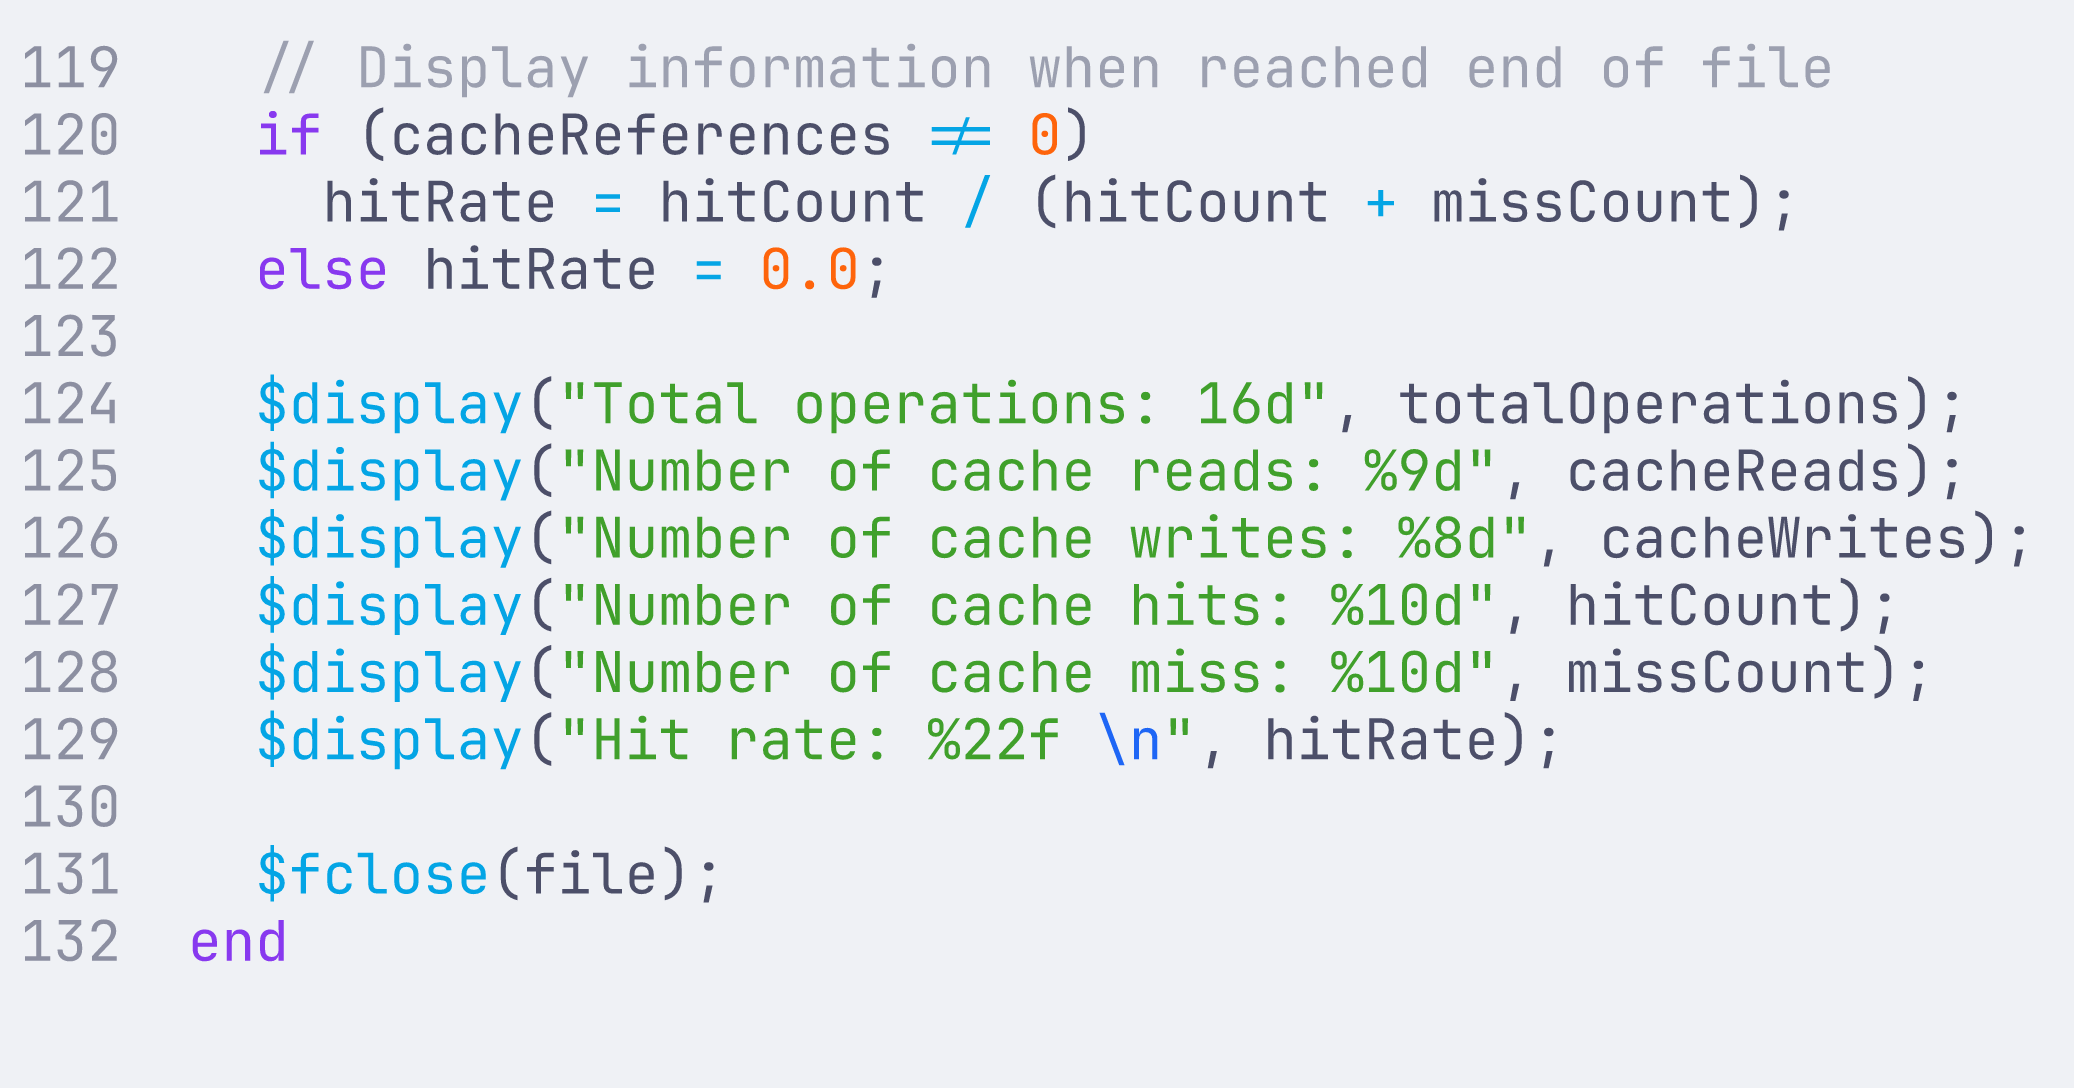 119    // Display information when reached end of file
120    if (cacheReferences != 0)
121      hitRate = hitCount / (hitCount + missCount);
122    else hitRate = 0.0;
123
124    $display("Total operations: 16d", totalOperations);
125    $display("Number of cache reads: %9d", cacheReads);
126    $display("Number of cache writes: %8d", cacheWrites);
127    $display("Number of cache hits: %10d", hitCount);
128    $display("Number of cache miss: %10d", missCount);
129    $display("Hit rate: %22f \n", hitRate);
130
131    $fclose(file);
132  end